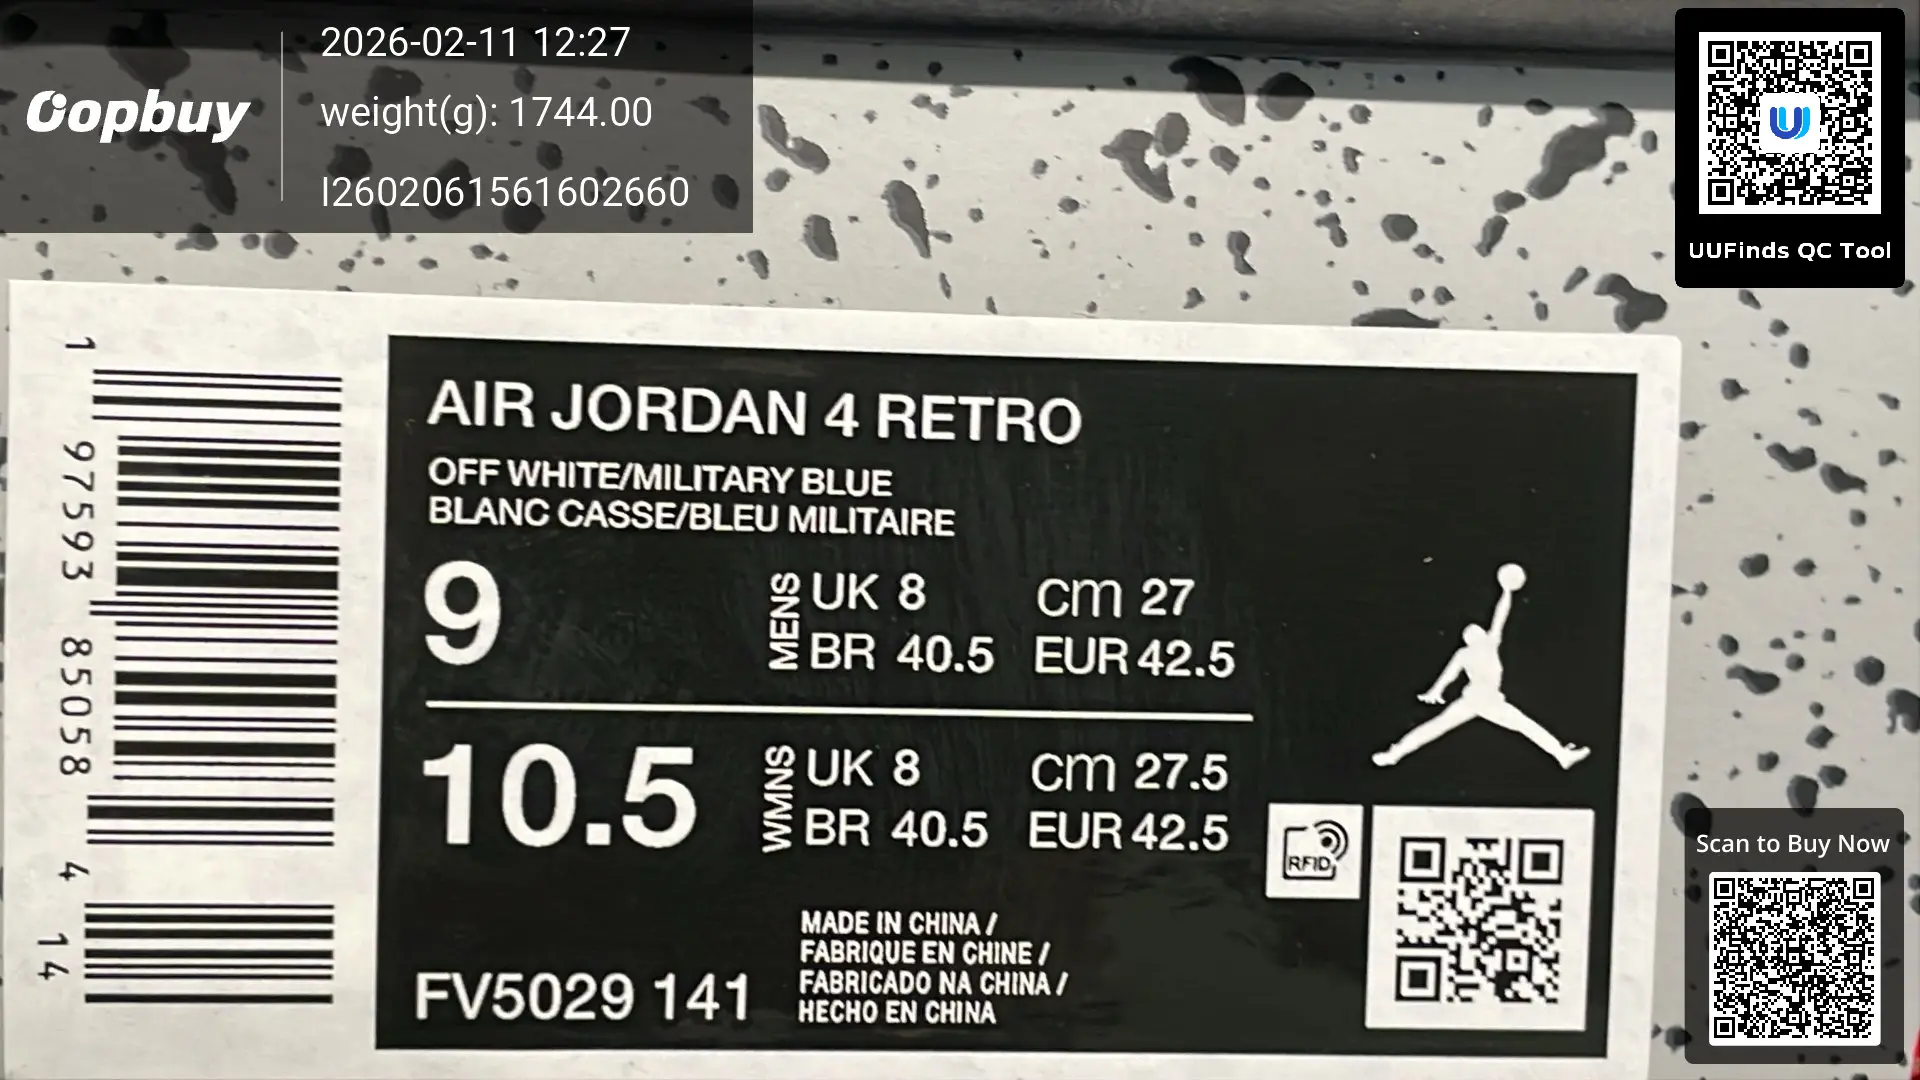 Oopbuy
2026-02-11 12:27
weight(g): 1744.00
I2602061561602660
UUFinds QC Tool
AIR JORDAN 4 RETRO
OFF WHITE/MILITARY BLUE
BLANC CASSE/BLEU MILITAIRE
9
MENS
UK 8 cm 27
BR 40.5 EUR 42.5
10.5
WMNS
UK 8 cm 27.5
BR 40.5 EUR 42.5
RFID
FV5029 141
MADE IN CHINA /
FABRIQUE EN CHINE /
FABRICADO NA CHINA /
HECHO EN CHINA
1 97593 85058 4 14
Scan to Buy Now